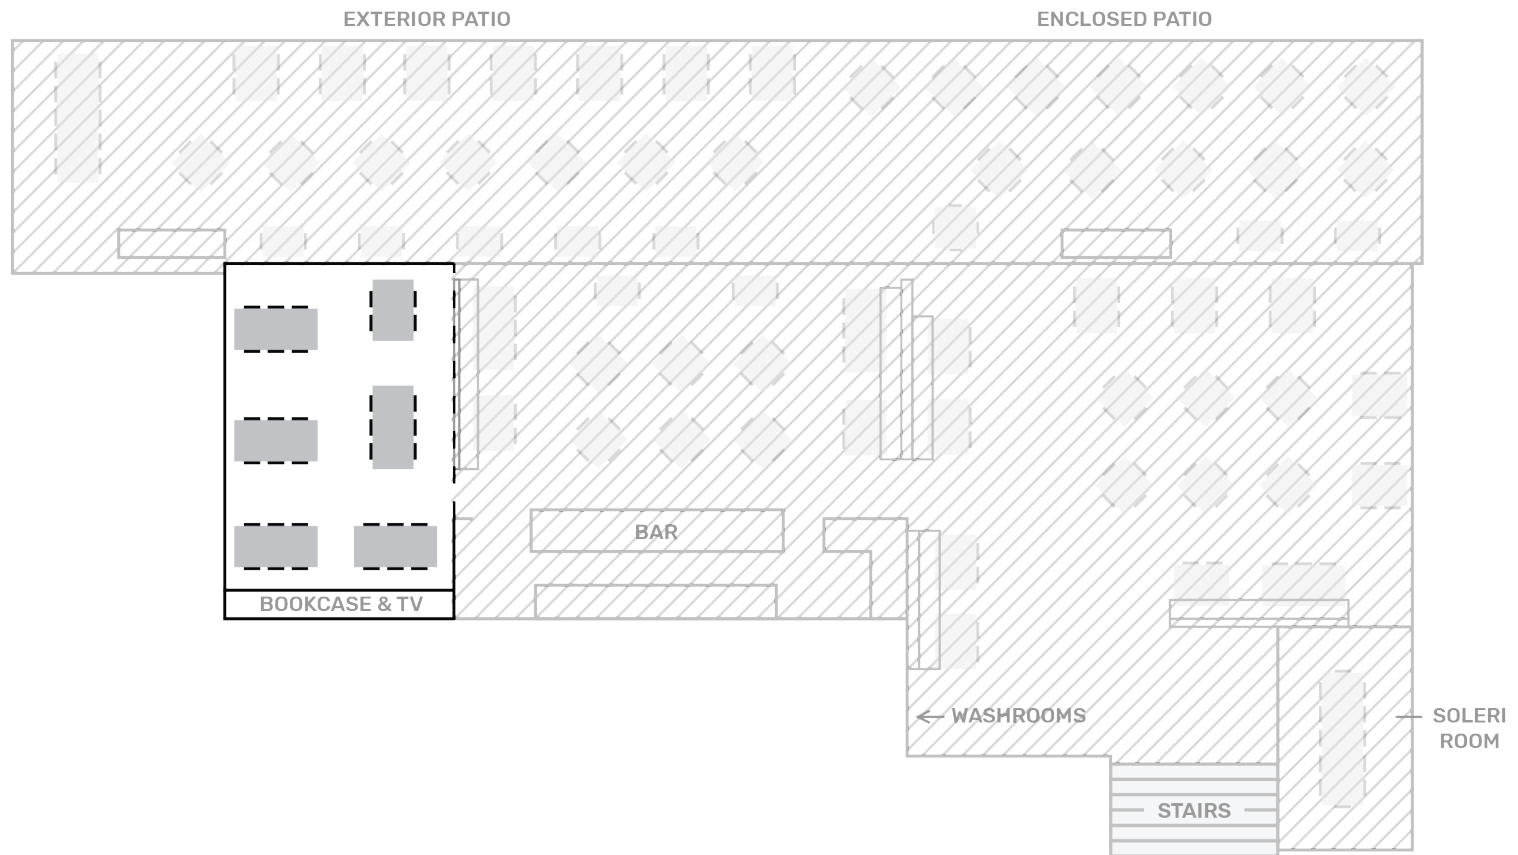 EXTERIOR PATIO
ENCLOSED PATIO
BAR
BOOKCASE & TV
WASHROOMS
SOLERI
ROOM
STAIRS